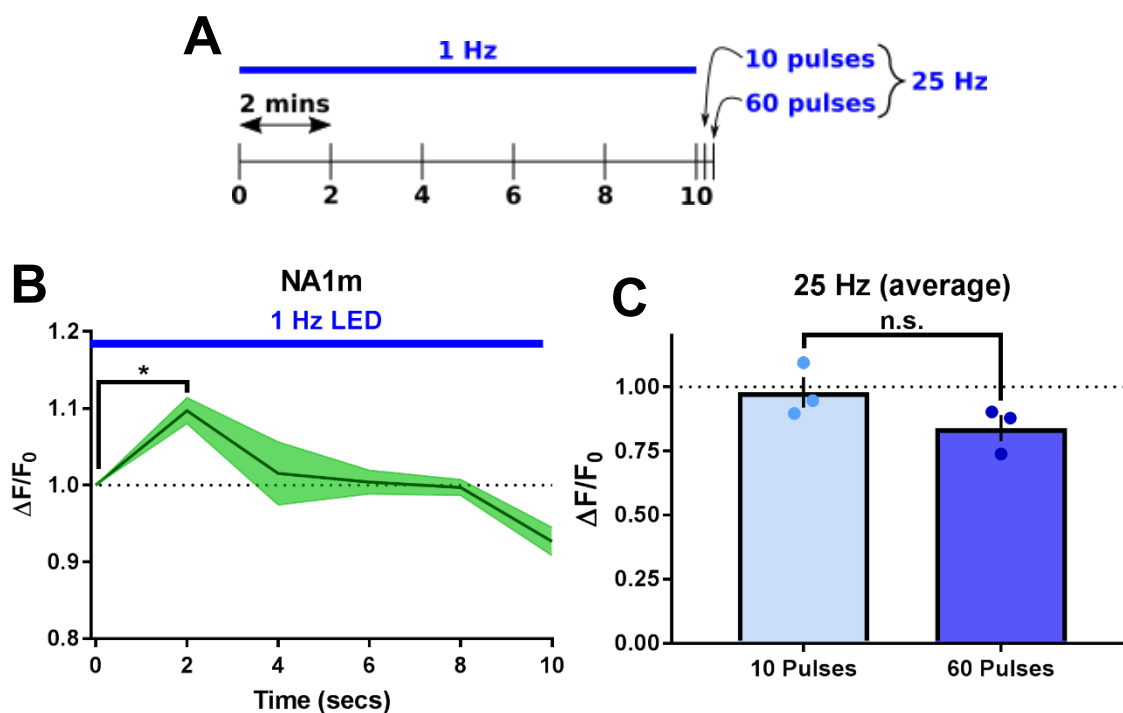 A
1 Hz
10 pulses
60 pulses
25 Hz
2 mins
0 2 4 6 8 10
B
NA1m
1 Hz LED
*
ΔF/F0
1.2
1.1
1.0
0.9
0.8
0 2 4 6 8 10
Time (secs)
C
25 Hz (average)
n.s.
ΔF/F0
1.00
0.75
0.50
0.25
0.00
10 Pulses 60 Pulses